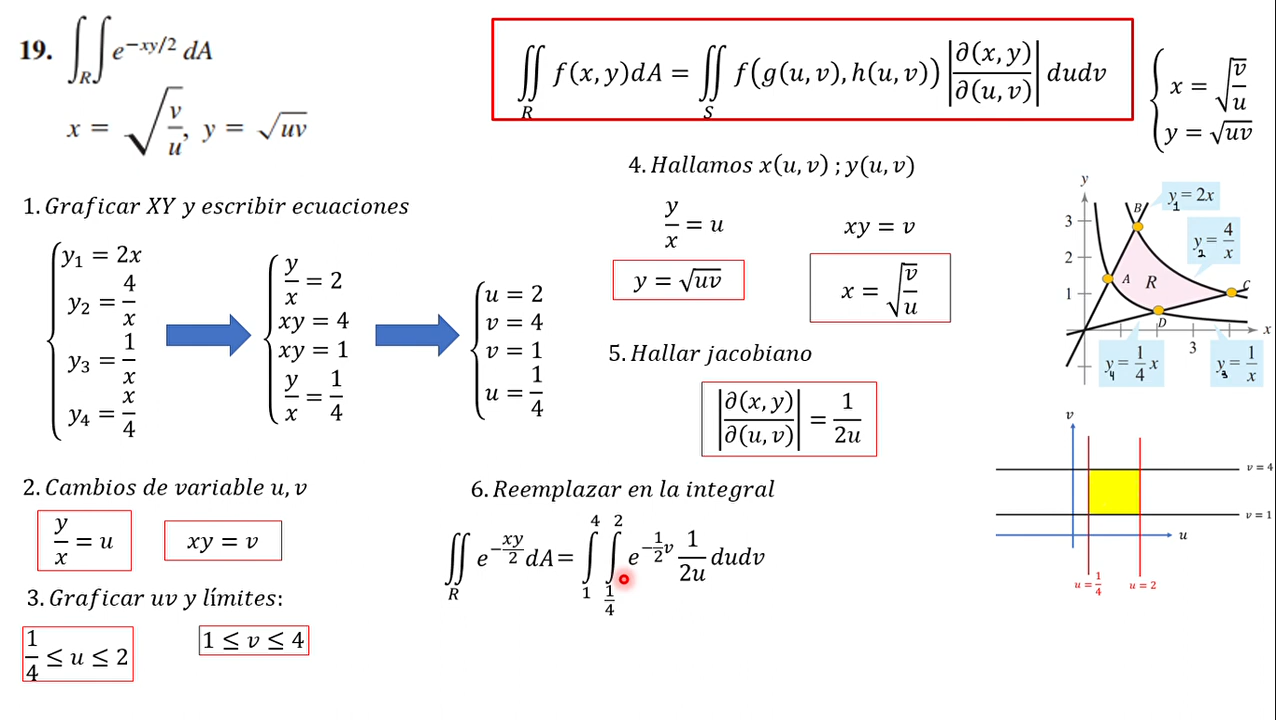 19. ∫∫_R e^{-xy/2} dA
x = √(v/u), y = √(uv)
∬_R f(x, y)dA = ∬_S f(g(u, v), h(u, v)) |∂(x, y)/∂(u, v)| dudv
{ x = √(v/u)
y = √(uv)
1. Graficar XY y escribir ecuaciones
{ y₁ = 2x
y₂ = 4/x
y₃ = 1/x
y₄ = x/4
{ y/x = 2
xy = 4
xy = 1
y/x = 1/4
{ u = 2
v = 4
v = 1
u = 1/4
2. Cambios de variable u, v
y/x = u
xy = v
3. Graficar uv y límites:
1/4 ≤ u ≤ 2
1 ≤ v ≤ 4
4. Hallamos x(u, v) ; y(u, v)
y/x = u
xy = v
y = √(uv)
x = √(v/u)
5. Hallar jacobiano
|∂(x, y)/∂(u, v)| = 1/(2u)
6. Reemplazar en la integral
∬_R e^{-xy/2} dA = ∫_1^4 ∫_{1/4}^2 e^{-1/2 v} 1/(2u) dudv
y
3
2
1
3
x
B
A
R
C
D
y₁ = 2x
y₂ = 4/x
y₄ = 1/4 x
y₃ = 1/x
v
v = 4
v = 1
u
u = 1/4
u = 2